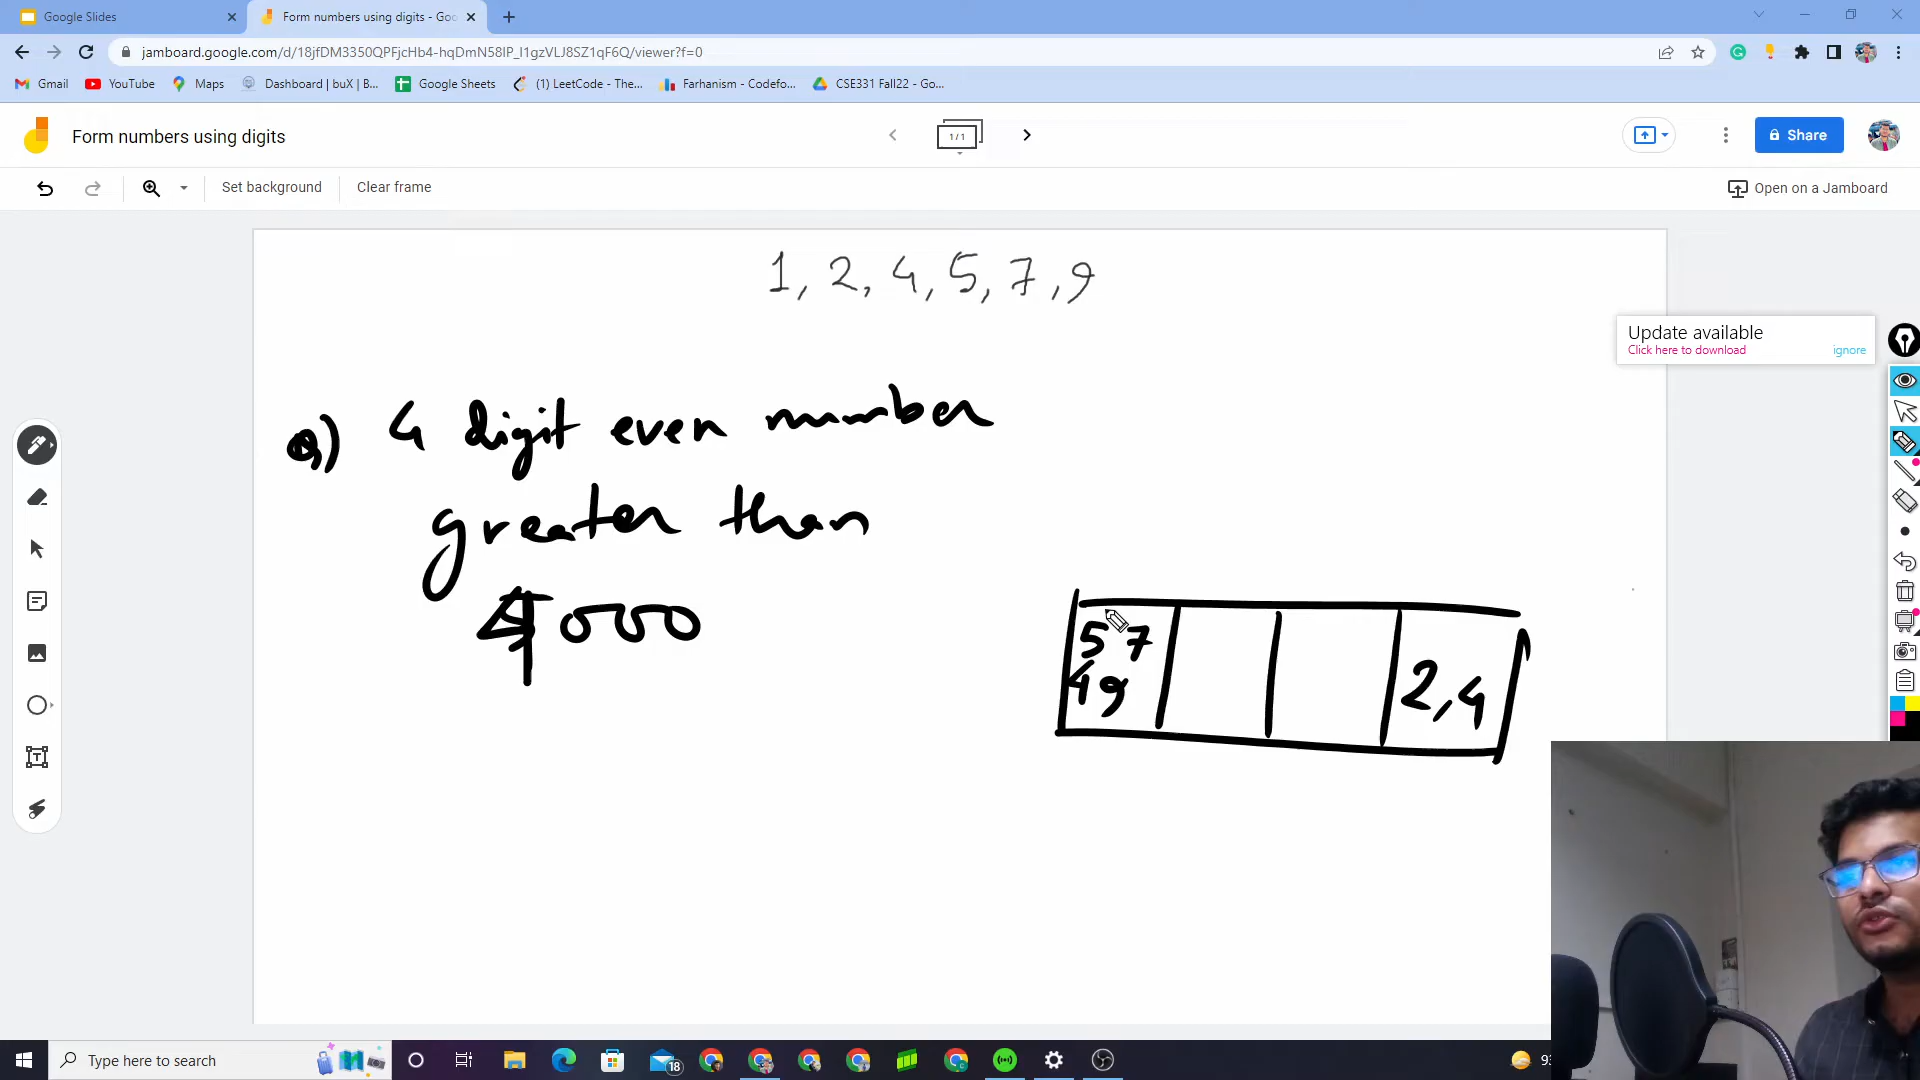 Google Slides
Form numbers using digits - Goo
jamboard.google.com/d/18jfDM3350QPFjcHb4-hqDmN58IP_I1gzVLJ8SZ1qF6Q/viewer?f=0
Gmail
YouTube
Maps
Dashboard | buX | B...
Google Sheets
(1) LeetCode - The...
Farhanism - Codefo...
CSE331 Fall22 - Go...
Form numbers using digits
1 / 1
Share
Set background
Clear frame
Open on a Jamboard
1, 2, 4, 5, 7, 9
Update available
Click here to download
ignore
Q) 4 digit even number
greater than
4000
5 7
4 9
2, 4
Type here to search
18